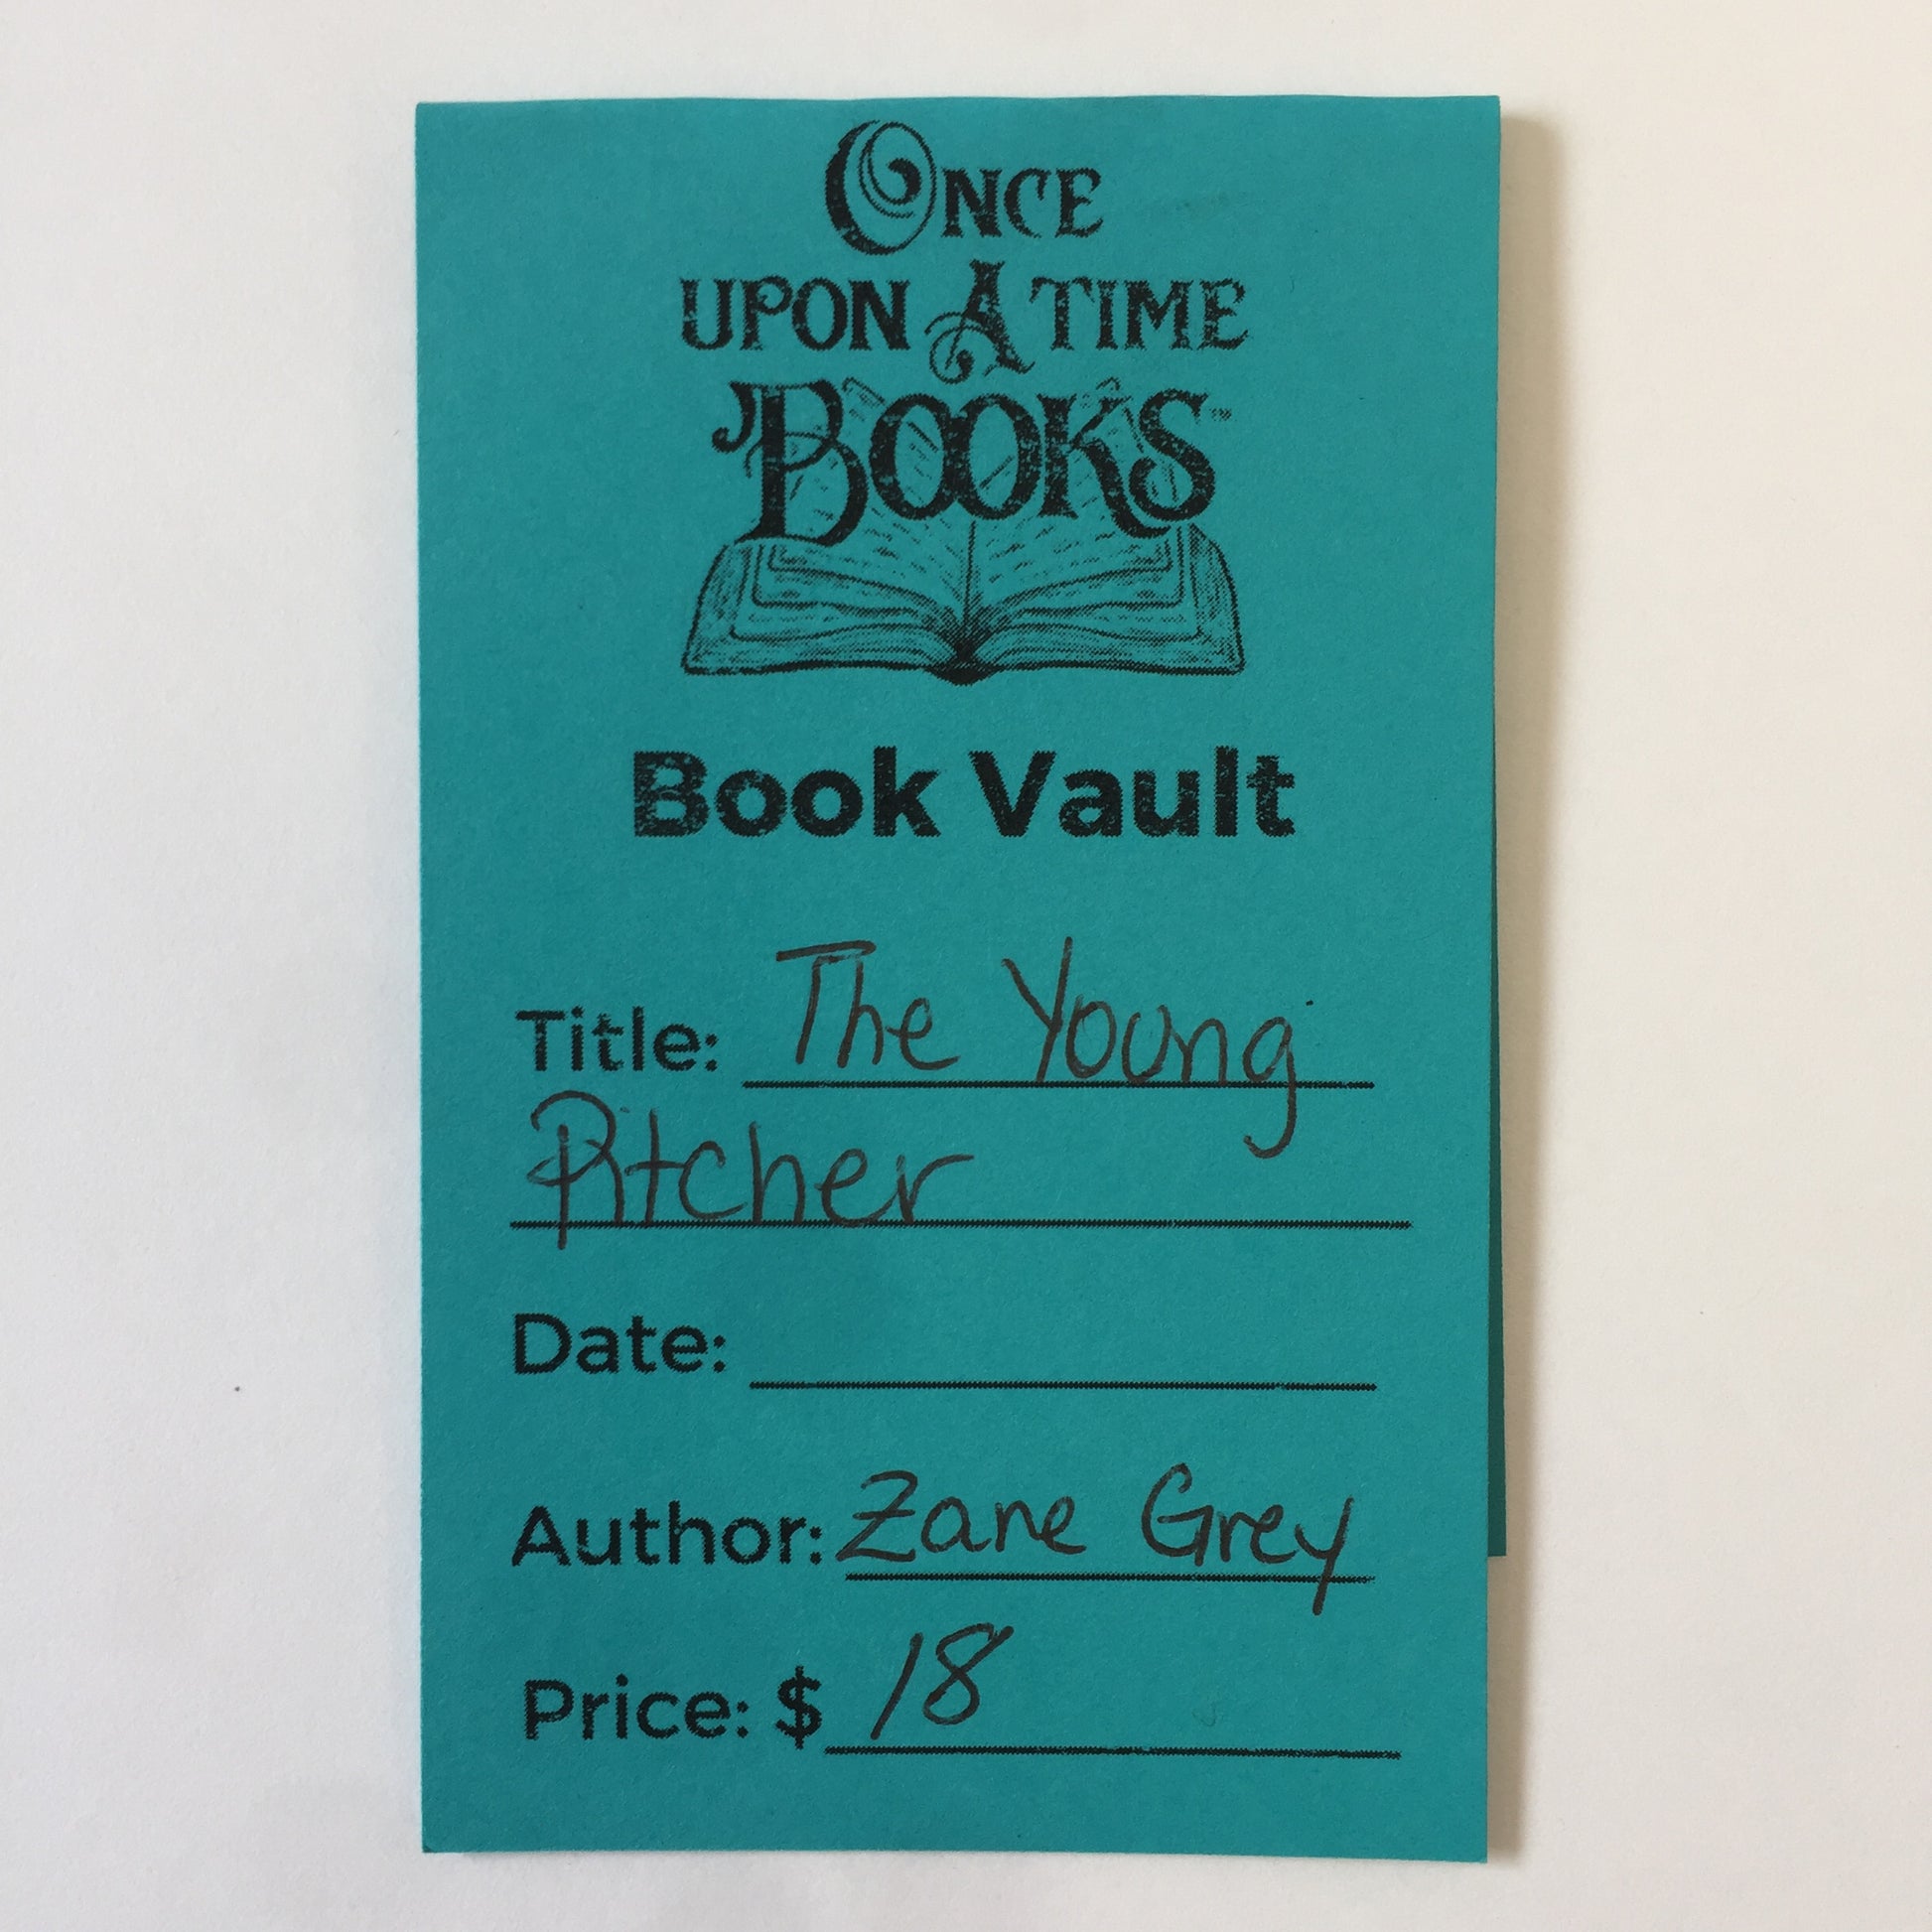 ONCE
UPON A TIME
BOOKS
Book Vault
Title: The Young
Pitcher
Date:
Author: Zane Grey
Price: $ 18